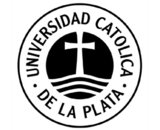 UNIVERSIDAD CATOLICA
DE LA PLATA